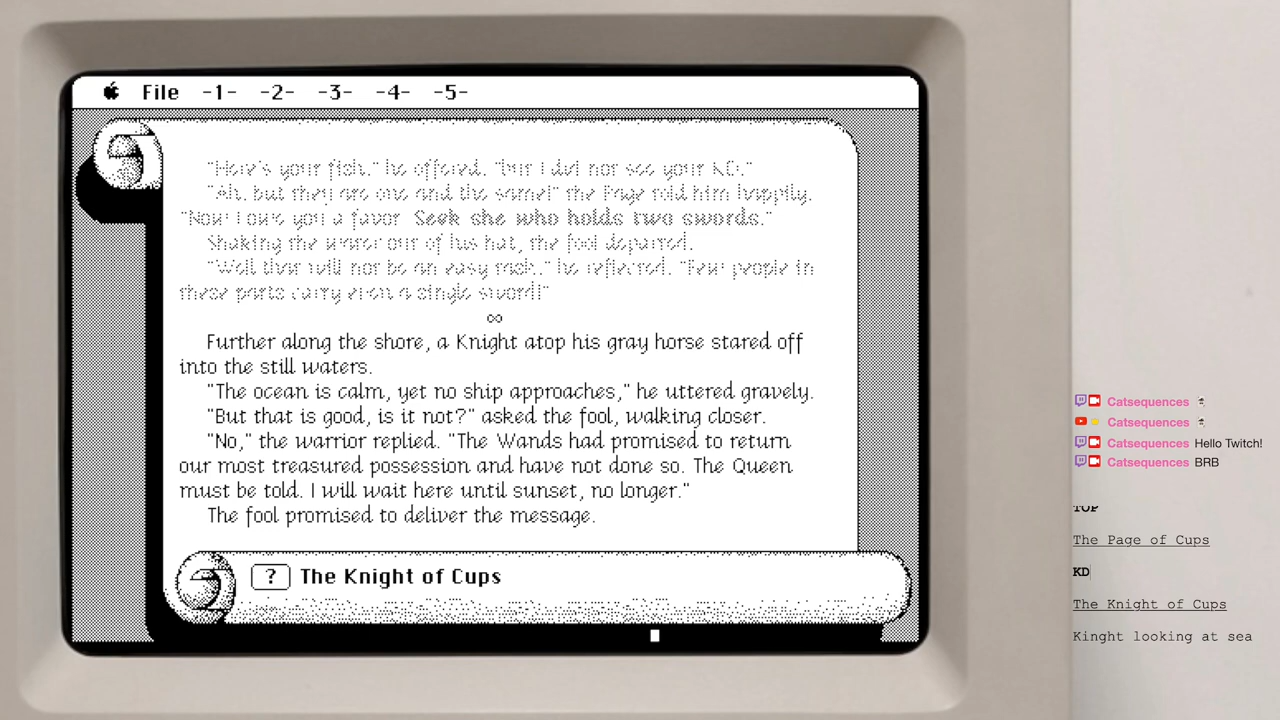 File -1- -2- -3- -4- -5-
"Here's your fish," he offered, "but I did not see your KD."
"Ah, but they are one and the same!" the Page told him happily.
"Now I owe you a favor. Seek she who holds two swords."
Shaking the water out of his hat, the fool departed.
"Well that will not be an easy task," he reflected. "Few people in
these parts carry even a single sword!"
∞
Further along the shore, a Knight atop his gray horse stared off
into the still waters.
"The ocean is calm, yet no ship approaches," he uttered gravely.
"But that is good, is it not?" asked the fool, walking closer.
"No," the warrior replied. "The Wands had promised to return
our most treasured possession and have not done so. The Queen
must be told. I will wait here until sunset, no longer."
The fool promised to deliver the message.
? The Knight of Cups
Catsequences
Catsequences
Catsequences Hello Twitch!
Catsequences BRB
TOP
The Page of Cups
KD
The Knight of Cups
Kinght looking at sea